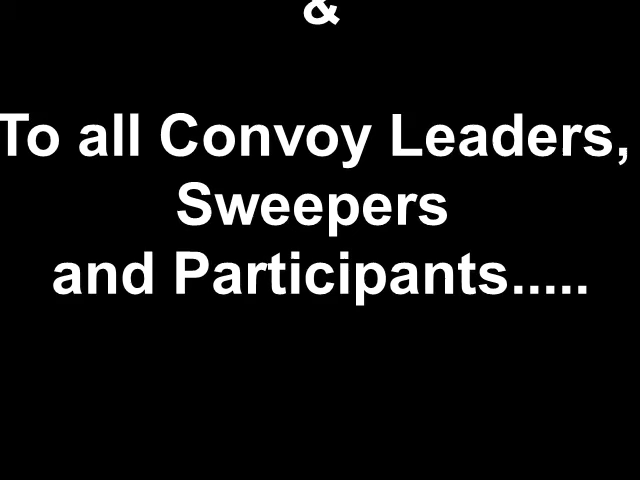 &
To all Convoy Leaders,
Sweepers
and Participants.....